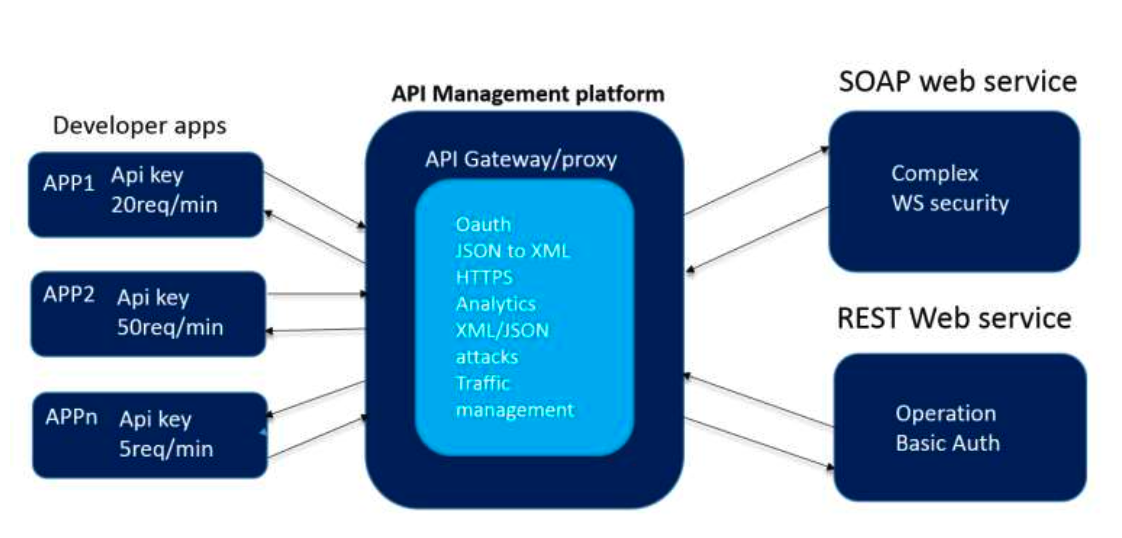 API Management platform
SOAP web service
Developer apps
APP1
Api key
20req/min
APP2
Api key
50req/min
APPn
Api key
5req/min
API Gateway/proxy
Oauth
JSON to XML
HTTPS
Analytics
XML/JSON
attacks
Traffic
management
Complex
WS security
REST Web service
Operation
Basic Auth